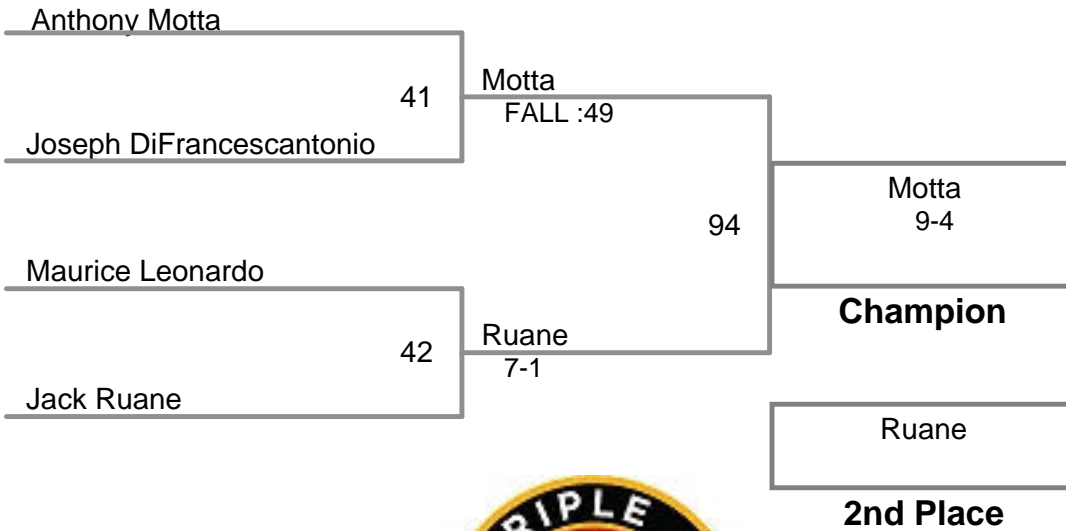 Anthony Motta
41
Motta
FALL :49
Joseph DiFrancescantonio
94
Motta
9-4
Champion
Maurice Leonardo
42
Ruane
7-1
Jack Ruane
Ruane
2nd Place